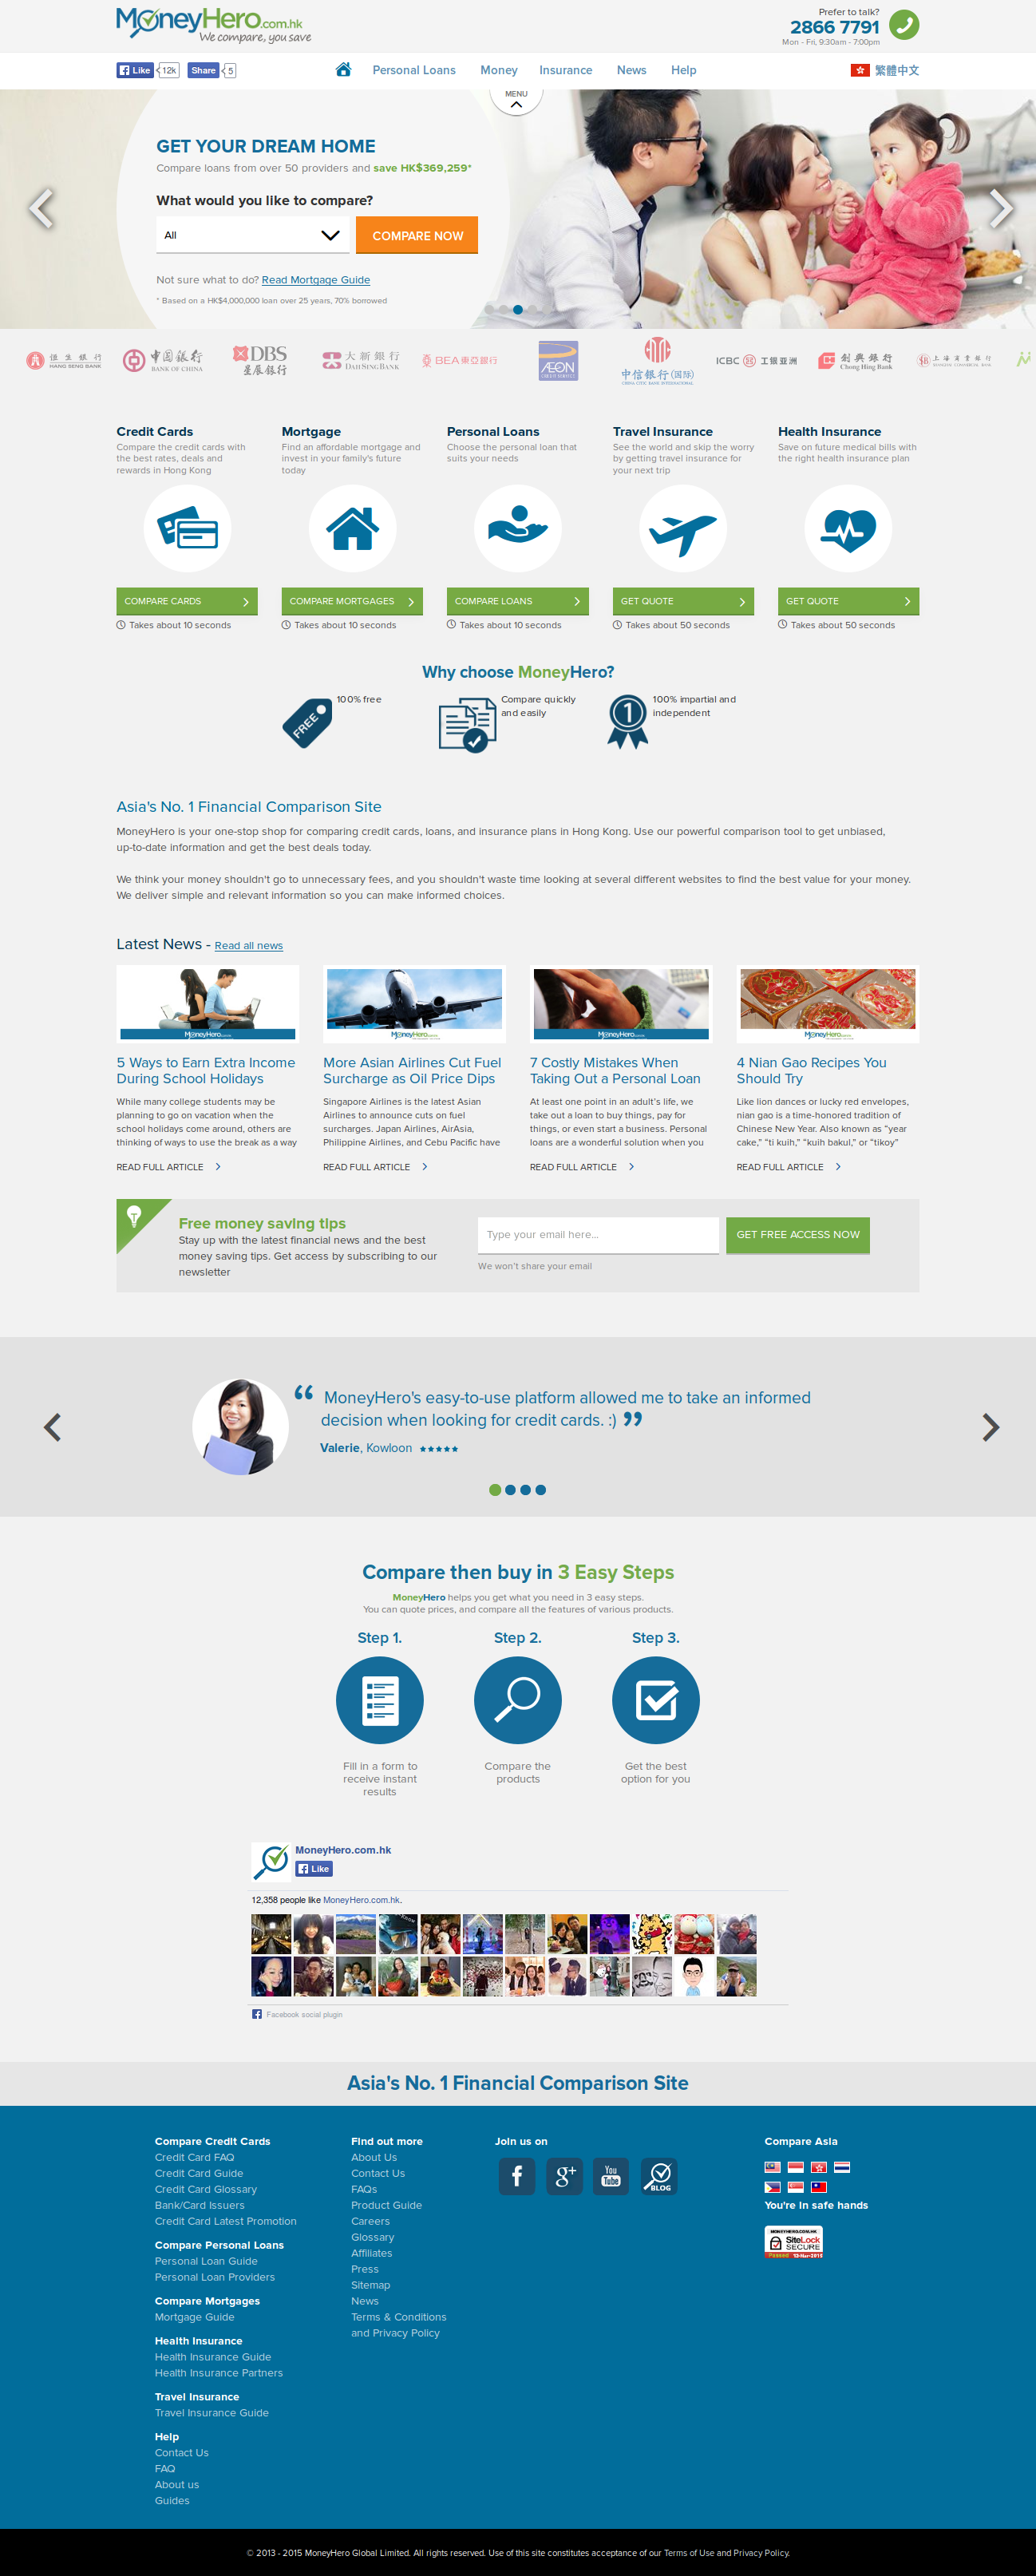 MoneyHero.com.hk
We compare, you save
Prefer to talk?
2866 7791
Mon - Fri, 9:30am - 7:00pm
Like 12k Share 5
Personal Loans Money Insurance News Help
繁體中文
MENU
GET YOUR DREAM HOME
Compare loans from over 50 providers and save HK$369,259*
What would you like to compare?
All
COMPARE NOW
Not sure what to do? Read Mortgage Guide
* Based on a HK$4,000,000 loan over 25 years, 70% borrowed
恒生銀行
HANG SENG BANK
中国銀行
BANK OF CHINA
DBS
星展銀行
大新銀行
DAH SING BANK
BEA東亞銀行
ÆON
中信银行(国际)
CHINA CITIC BANK INTERNATIONAL
ICBC 工银亚洲
創興銀行
Chong Hing Bank
上海商業銀行
SHANGHAI COMMERCIAL BANK
Credit Cards
Compare the credit cards with
the best rates, deals and
rewards in Hong Kong
COMPARE CARDS
Takes about 10 seconds
Mortgage
Find an affordable mortgage and
invest in your family's future
today
COMPARE MORTGAGES
Takes about 10 seconds
Personal Loans
Choose the personal loan that
suits your needs
COMPARE LOANS
Takes about 10 seconds
Travel Insurance
See the world and skip the worry
by getting travel insurance for
your next trip
GET QUOTE
Takes about 50 seconds
Health Insurance
Save on future medical bills with
the right health insurance plan
GET QUOTE
Takes about 50 seconds
Why choose MoneyHero?
FREE
100% free
Compare quickly
and easily
1
100% impartial and
independent
Asia's No. 1 Financial Comparison Site
MoneyHero is your one-stop shop for comparing credit cards, loans, and insurance plans in Hong Kong. Use our powerful comparison tool to get unbiased,
up-to-date information and get the best deals today.
We think your money shouldn't go to unnecessary fees, and you shouldn't waste time looking at several different websites to find the best value for your money.
We deliver simple and relevant information so you can make informed choices.
Latest News - Read all news
MoneyHero
5 Ways to Earn Extra Income
During School Holidays
While many college students may be
planning to go on vacation when the
school holidays come around, others are
thinking of ways to use the break as a way
READ FULL ARTICLE
MoneyHero
More Asian Airlines Cut Fuel
Surcharge as Oil Price Dips
Singapore Airlines is the latest Asian
Airlines to announce cuts on fuel
surcharges. Japan Airlines, AirAsia,
Philippine Airlines, and Cebu Pacific have
READ FULL ARTICLE
MoneyHero
7 Costly Mistakes When
Taking Out a Personal Loan
At least one point in an adult's life, we
take out a loan to buy things, pay for
things, or even start a business. Personal
loans are a wonderful solution when you
READ FULL ARTICLE
MoneyHero
4 Nian Gao Recipes You
Should Try
Like lion dances or lucky red envelopes,
nian gao is a time-honored tradition of
Chinese New Year. Also known as "year
cake," "ti kuih," "kuih bakul," or "tikoy"
READ FULL ARTICLE
Free money saving tips
Stay up with the latest financial news and the best
money saving tips. Get access by subscribing to our
newsletter
Type your email here...
GET FREE ACCESS NOW
We won't share your email
“ MoneyHero's easy-to-use platform allowed me to take an informed
decision when looking for credit cards. :) ”
Valerie, Kowloon ★★★★★
Compare then buy in 3 Easy Steps
MoneyHero helps you get what you need in 3 easy steps.
You can quote prices, and compare all the features of various products.
Step 1.
Fill in a form to
receive instant
results
Step 2.
Compare the
products
Step 3.
Get the best
option for you
MoneyHero.com.hk
Like
12,358 people like MoneyHero.com.hk.
Facebook social plugin
Asia's No. 1 Financial Comparison Site
Compare Credit Cards
Credit Card FAQ
Credit Card Guide
Credit Card Glossary
Bank/Card Issuers
Credit Card Latest Promotion
Compare Personal Loans
Personal Loan Guide
Personal Loan Providers
Compare Mortgages
Mortgage Guide
Health Insurance
Health Insurance Guide
Health Insurance Partners
Travel Insurance
Travel Insurance Guide
Help
Contact Us
FAQ
About us
Guides
Find out more
About Us
Contact Us
FAQs
Product Guide
Careers
Glossary
Affiliates
Press
Sitemap
News
Terms & Conditions
and Privacy Policy
Join us on
f g+ You Tube BLOG
Compare Asia
You're in safe hands
MONEYHERO.COM.HK
SiteLock
SECURE
Passed 13-Mar-2015
© 2013 - 2015 MoneyHero Global Limited. All rights reserved. Use of this site constitutes acceptance of our Terms of Use and Privacy Policy.